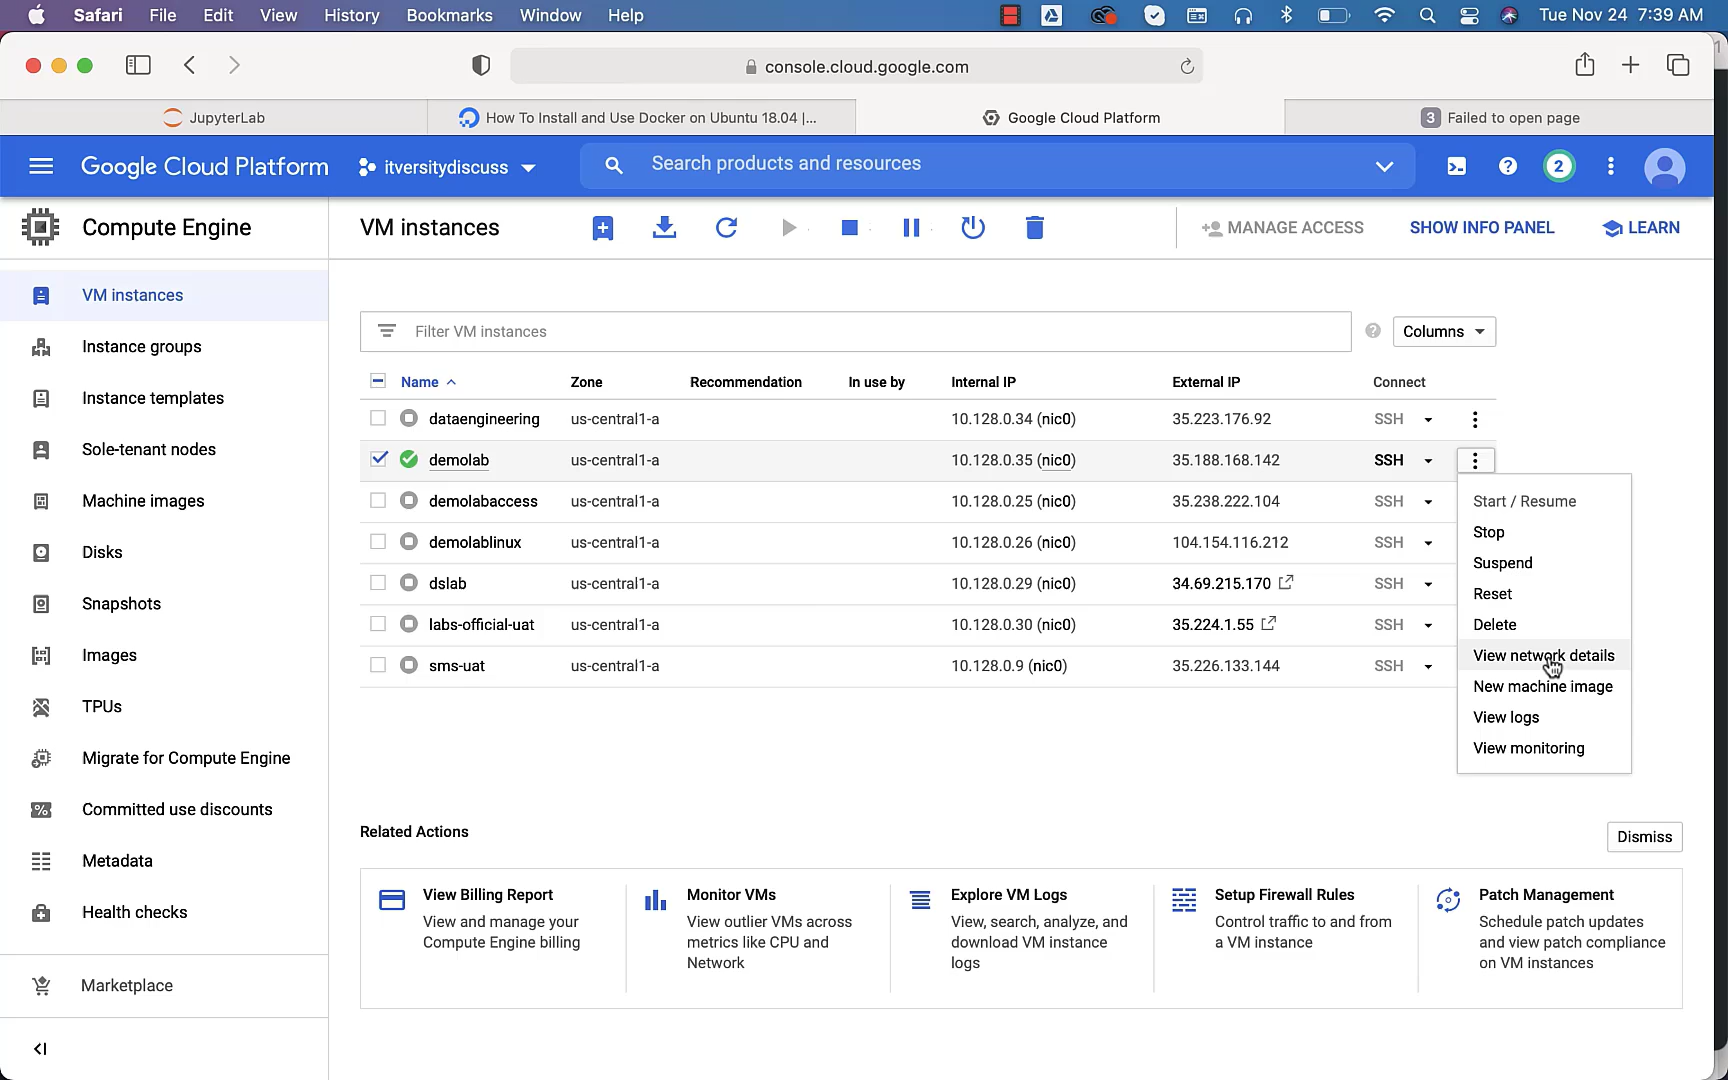 Safari File Edit View History Bookmarks Window Help Tue Nov 24 7:39 AM
console.cloud.google.com
JupyterLab
How To Install and Use Docker on Ubuntu 18.04 |...
Google Cloud Platform
3 Failed to open page
Google Cloud Platform
itversitydiscuss
Search products and resources
2
Compute Engine
VM instances
MANAGE ACCESS
SHOW INFO PANEL
LEARN
VM instances
Instance groups
Instance templates
Sole-tenant nodes
Machine images
Disks
Snapshots
Images
TPUs
Migrate for Compute Engine
Committed use discounts
Metadata
Health checks
Marketplace
Filter VM instances
Columns
Name Zone Recommendation In use by Internal IP External IP Connect
dataengineering us-central1-a 10.128.0.34 (nic0) 35.223.176.92 SSH
demolab us-central1-a 10.128.0.35 (nic0) 35.188.168.142 SSH
demolabaccess us-central1-a 10.128.0.25 (nic0) 35.238.222.104 SSH
demolablinux us-central1-a 10.128.0.26 (nic0) 104.154.116.212 SSH
dslab us-central1-a 10.128.0.29 (nic0) 34.69.215.170 SSH
labs-official-uat us-central1-a 10.128.0.30 (nic0) 35.224.1.55 SSH
sms-uat us-central1-a 10.128.0.9 (nic0) 35.226.133.144 SSH
Start / Resume
Stop
Suspend
Reset
Delete
View network details
New machine image
View logs
View monitoring
Related Actions
Dismiss
View Billing Report
View and manage your
Compute Engine billing
Monitor VMs
View outlier VMs across
metrics like CPU and
Network
Explore VM Logs
View, search, analyze, and
download VM instance
logs
Setup Firewall Rules
Control traffic to and from
a VM instance
Patch Management
Schedule patch updates
and view patch compliance
on VM instances